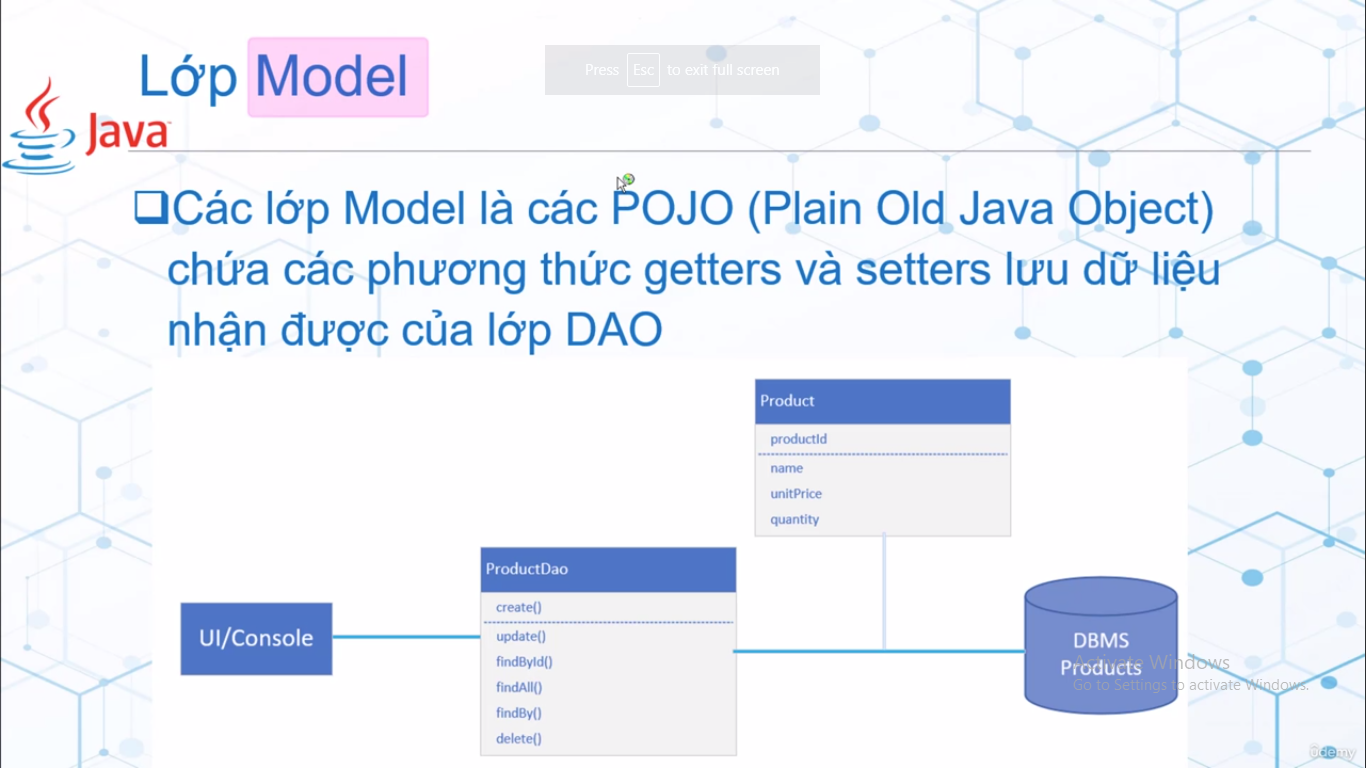 Lớp Model
Press Esc to exit full screen
Java
❑Các lớp Model là các POJO (Plain Old Java Object)
chứa các phương thức getters và setters lưu dữ liệu
nhận được của lớp DAO
Product
productId
name
unitPrice
quantity
ProductDao
create()
update()
findById()
findAll()
findBy()
delete()
UI/Console
DBMS
Products
Activate Windows
Go to Settings to activate Windows.
ûdemy